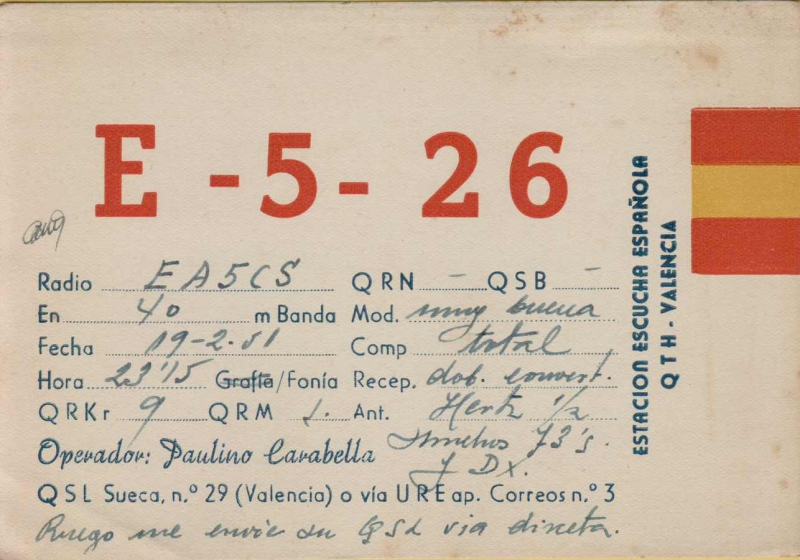 E - 5 - 26
Radio EA5CS QRN - QSB -
En 40 m Banda Mod. muy buena
Fecha 19-2-51 Comp total
Hora 23'15 Grafía/Fonía Recep. dob. convert.
QRKr 9 QRM 1. Ant. Hertz 1/2
Operador: Paulino Carabella muchos 73's.
y Dx.
QSL Sueca, n.º 29 (Valencia) o vía URE ap. Correos n.º 3
Ruego me envie su QSL via directa.
ESTACION ESCUCHA ESPAÑOLA
QTH - VALENCIA